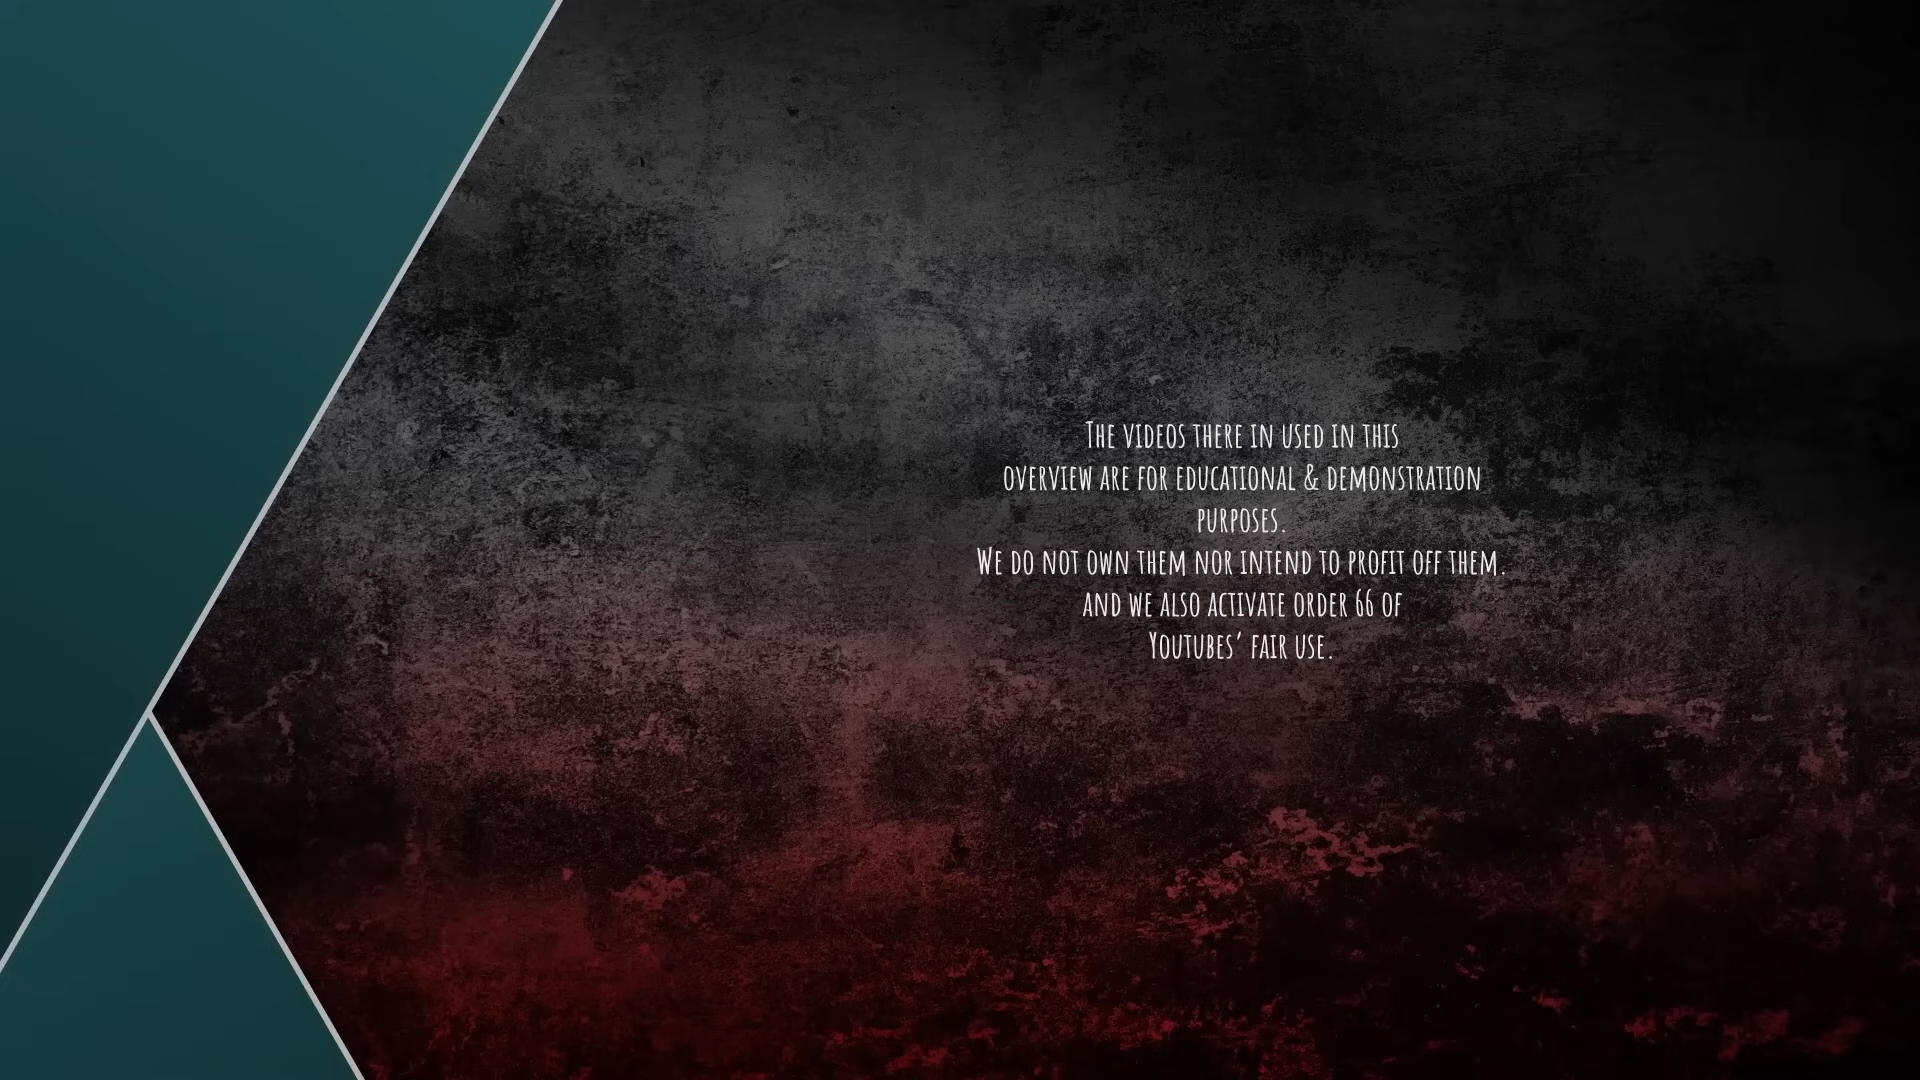 The videos there in used in this
overview are for educational & demonstration
purposes.
We do not own them nor intend to profit off them.
and we also activate order 66 of
Youtubes’ fair use.